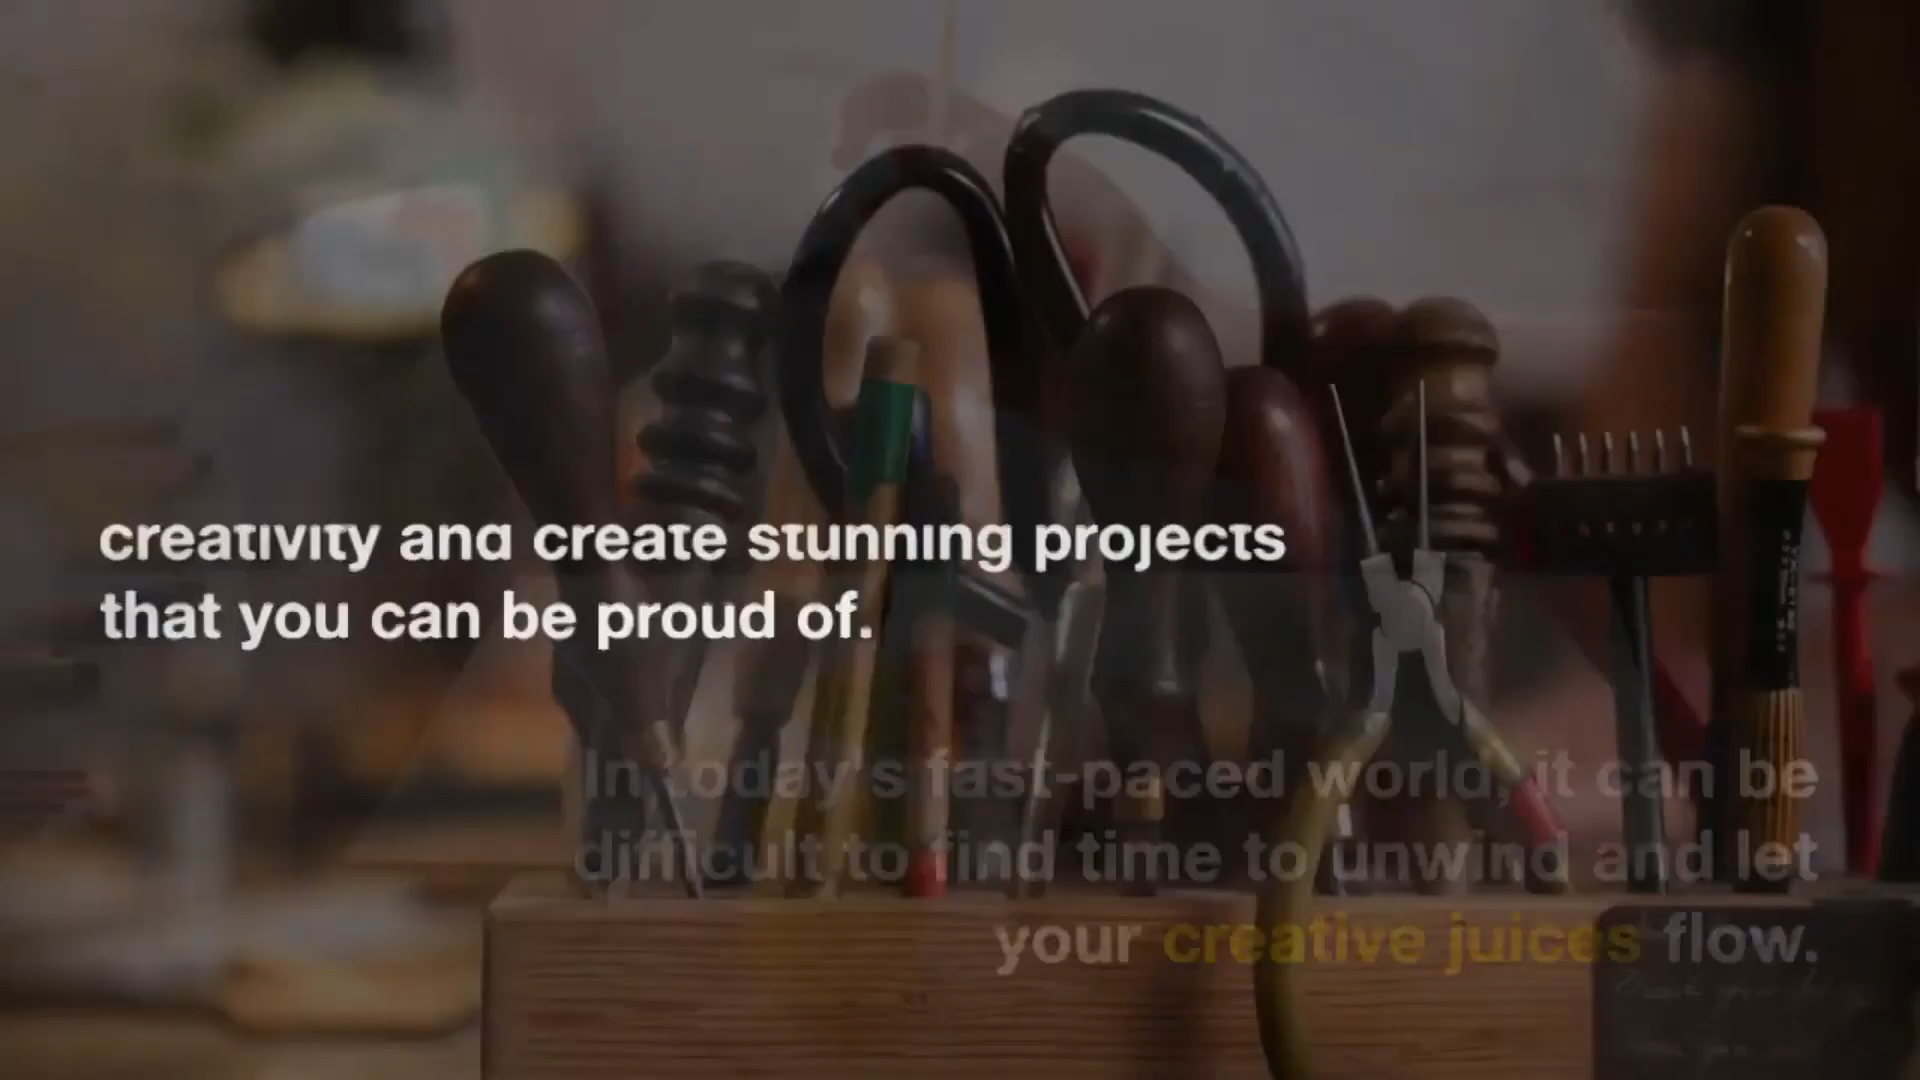 creativity and create stunning projects
that you can be proud of.
In today's fast-paced world, it can be
difficult to find time to unwind and let
your creative juices flow.